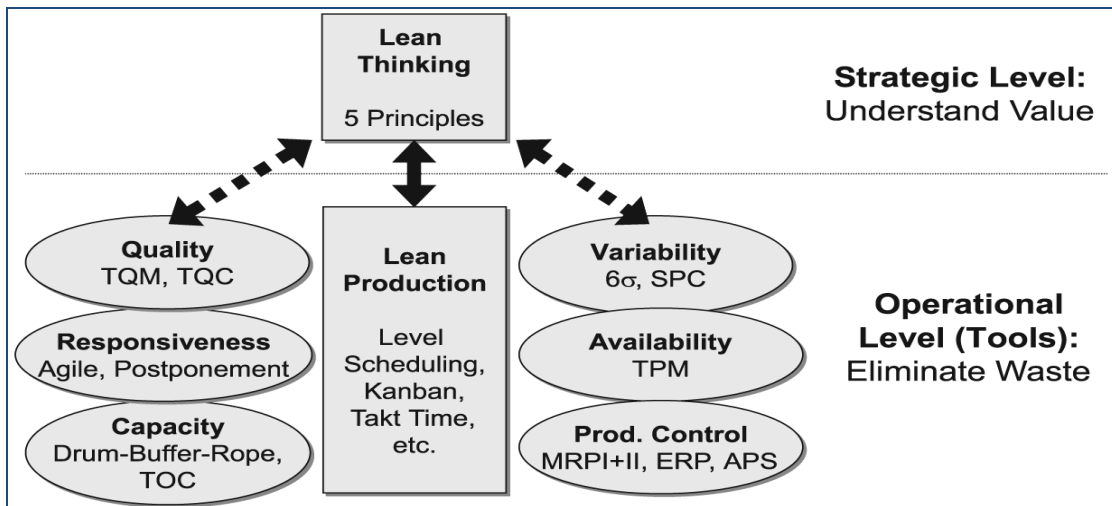 Lean
Thinking
5 Principles
Strategic Level:
Understand Value
Quality
TQM, TQC
Responsiveness
Agile, Postponement
Capacity
Drum-Buffer-Rope,
TOC
Lean
Production
Level
Scheduling,
Kanban,
Takt Time,
etc.
Variability
6σ, SPC
Availability
TPM
Prod. Control
MRPI+II, ERP, APS
Operational
Level (Tools):
Eliminate Waste